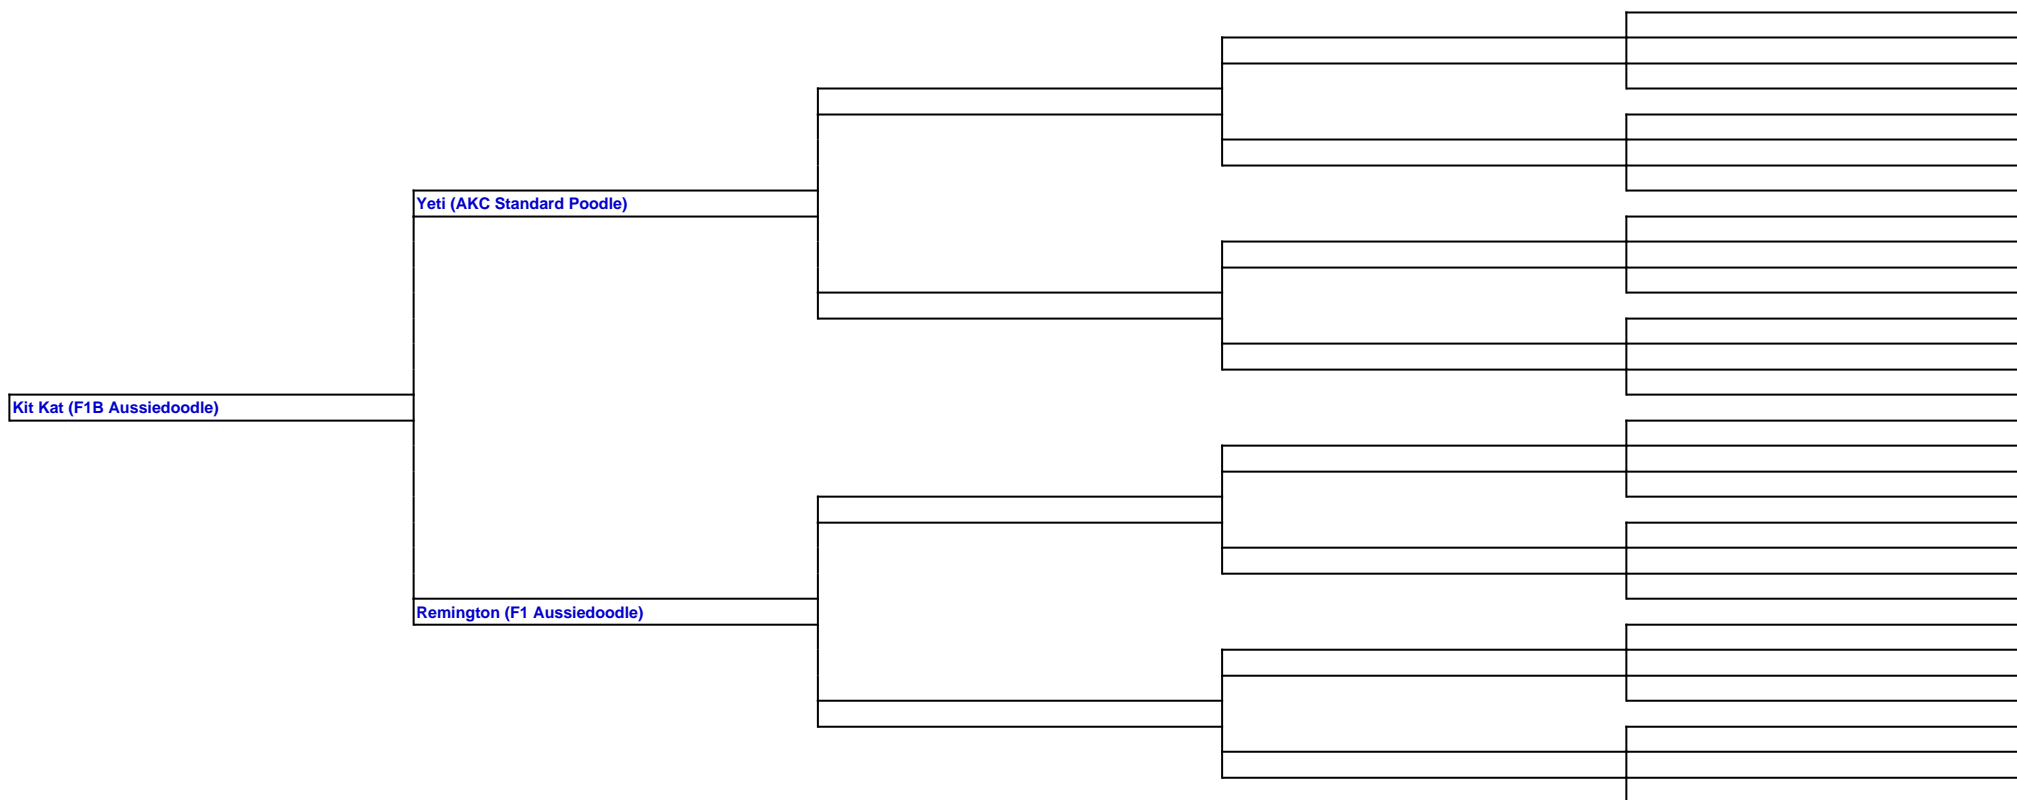 Yeti (AKC Standard Poodle)
Kit Kat (F1B Aussiedoodle)
Remington (F1 Aussiedoodle)